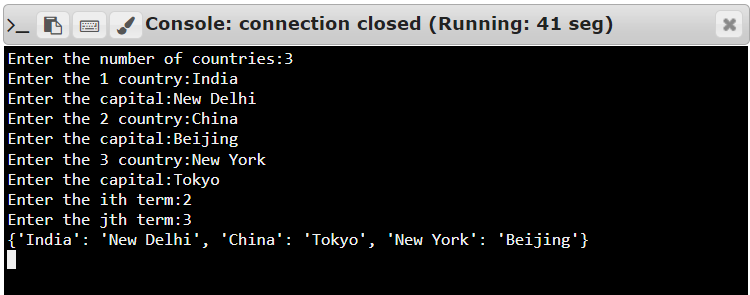 >_ Console: connection closed (Running: 41 seg)
Enter the number of countries:3
Enter the 1 country:India
Enter the capital:New Delhi
Enter the 2 country:China
Enter the capital:Beijing
Enter the 3 country:New York
Enter the capital:Tokyo
Enter the ith term:2
Enter the jth term:3
{'India': 'New Delhi', 'China': 'Tokyo', 'New York': 'Beijing'}